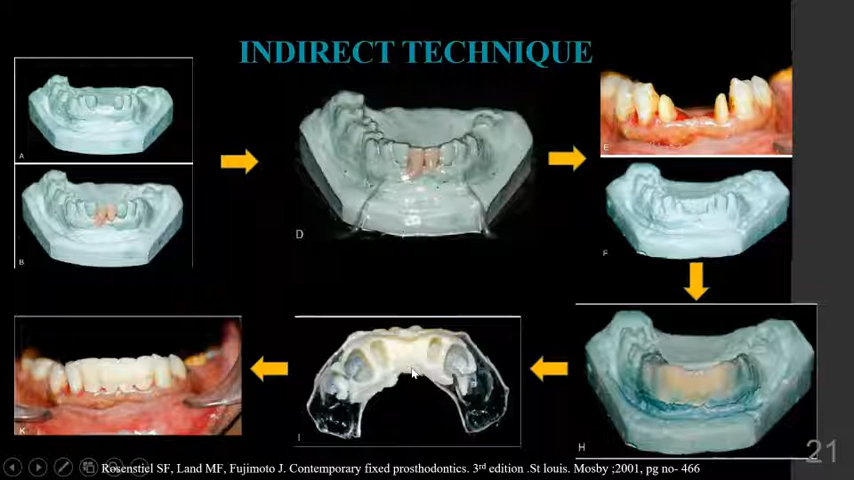 INDIRECT TECHNIQUE
A
B
D
E
F
H
I
K
21
Rosenstiel SF, Land MF, Fujimoto J. Contemporary fixed prosthodontics. 3rd edition .St louis. Mosby ;2001, pg no- 466